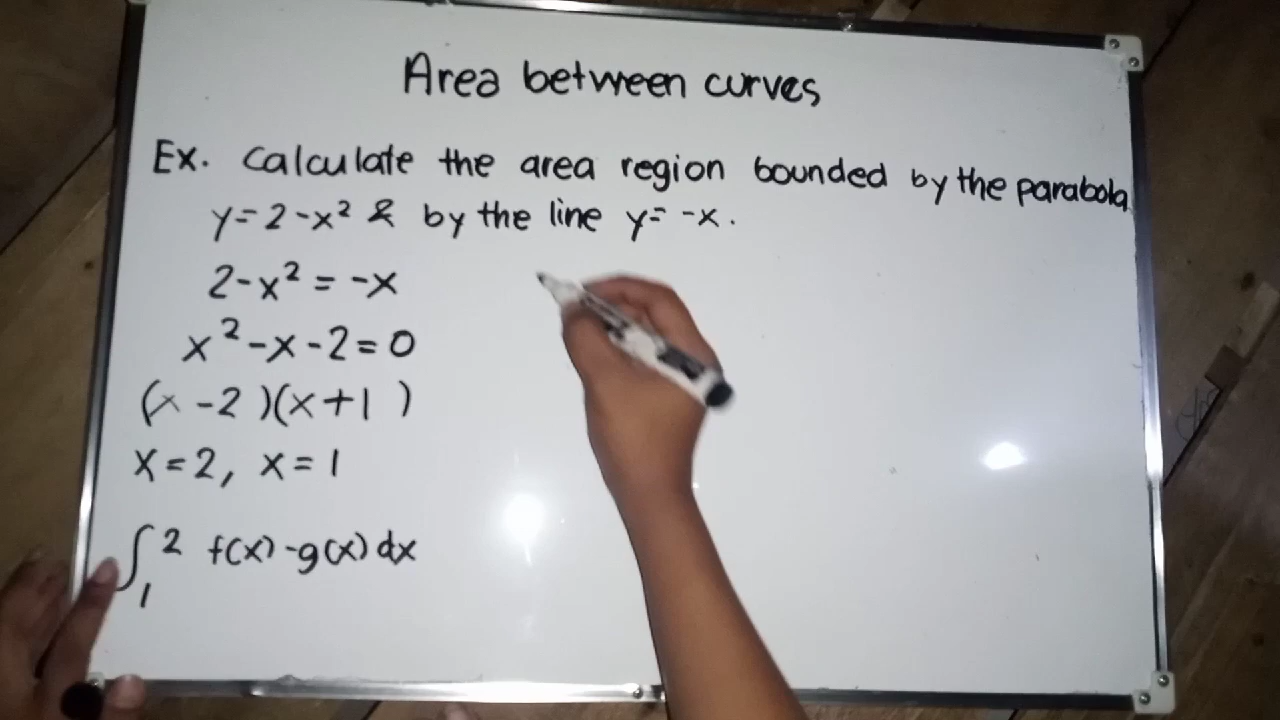 Area between curves
Ex. Calculate the area region bounded by the parabola
y=2-x² & by the line y= -x.
2-x² = -x
x²-x-2=0
(x-2)(x+1)
x=2, x=1
∫₁² f(x)-g(x) dx